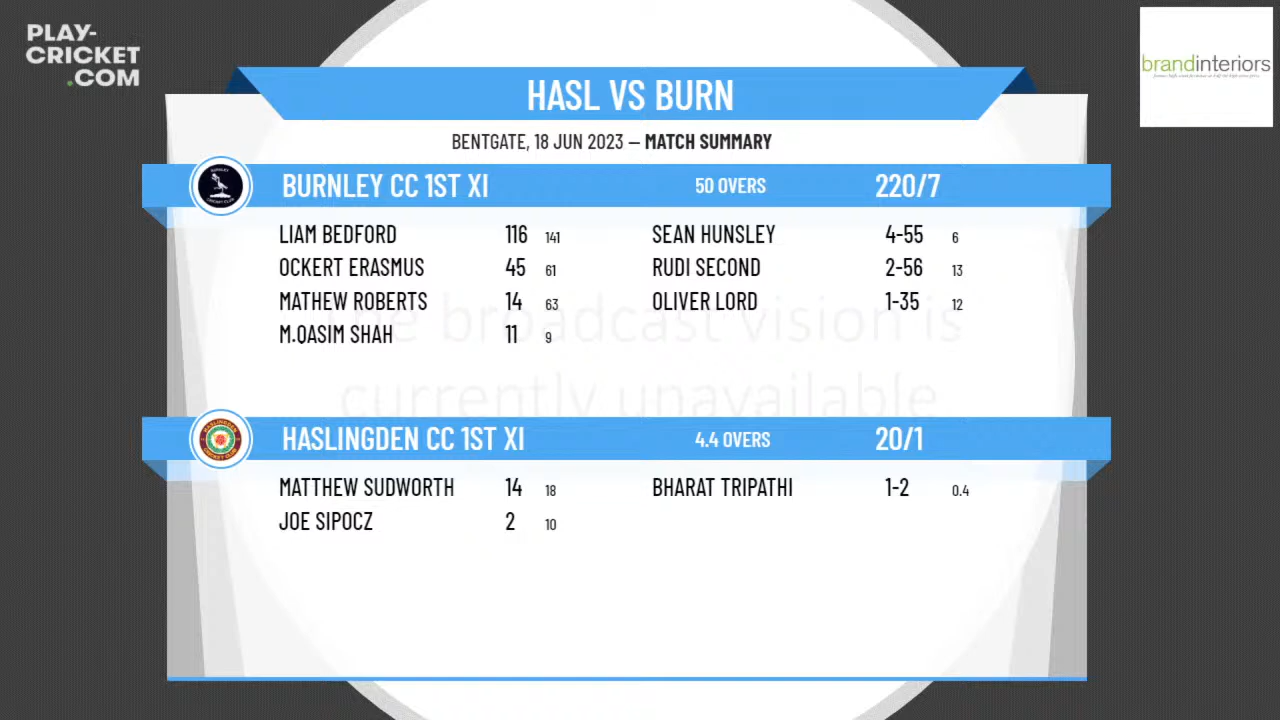 PLAY-
CRICKET
.COM
brandinteriors
HASL VS BURN
BENTGATE, 18 JUN 2023 – MATCH SUMMARY
BURNLEY CC 1ST XI 50 OVERS 220/7
LIAM BEDFORD 116 141 SEAN HUNSLEY 4-55 6
OCKERT ERASMUS 45 61 RUDI SECOND 2-56 13
MATHEW ROBERTS 14 63 OLIVER LORD 1-35 12
M.QASIM SHAH 11 9
the broadcast vision is
currently unavailable
HASLINGDEN CC 1ST XI 4.4 OVERS 20/1
MATTHEW SUDWORTH 14 18 BHARAT TRIPATHI 1-2 0.4
JOE SIPOCZ 2 10